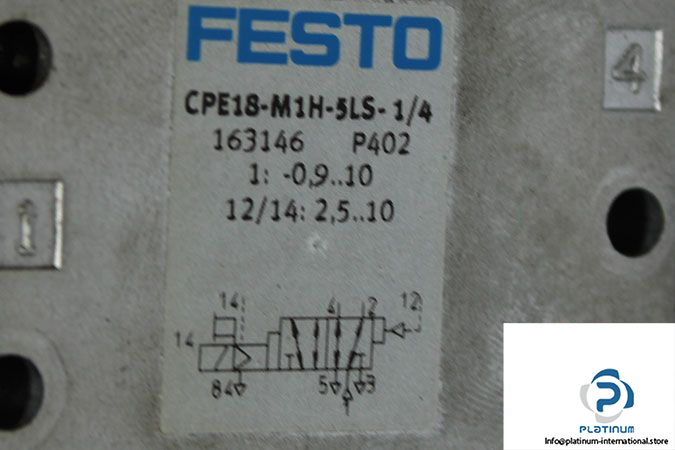 FESTO
CPE18-M1H-5LS-1/4
163146 P402
1: -0,9..10
12/14: 2,5..10
4
1
14 4 2 12
14
84 5 3
1
PLATINUM
Info@platinum-international.store